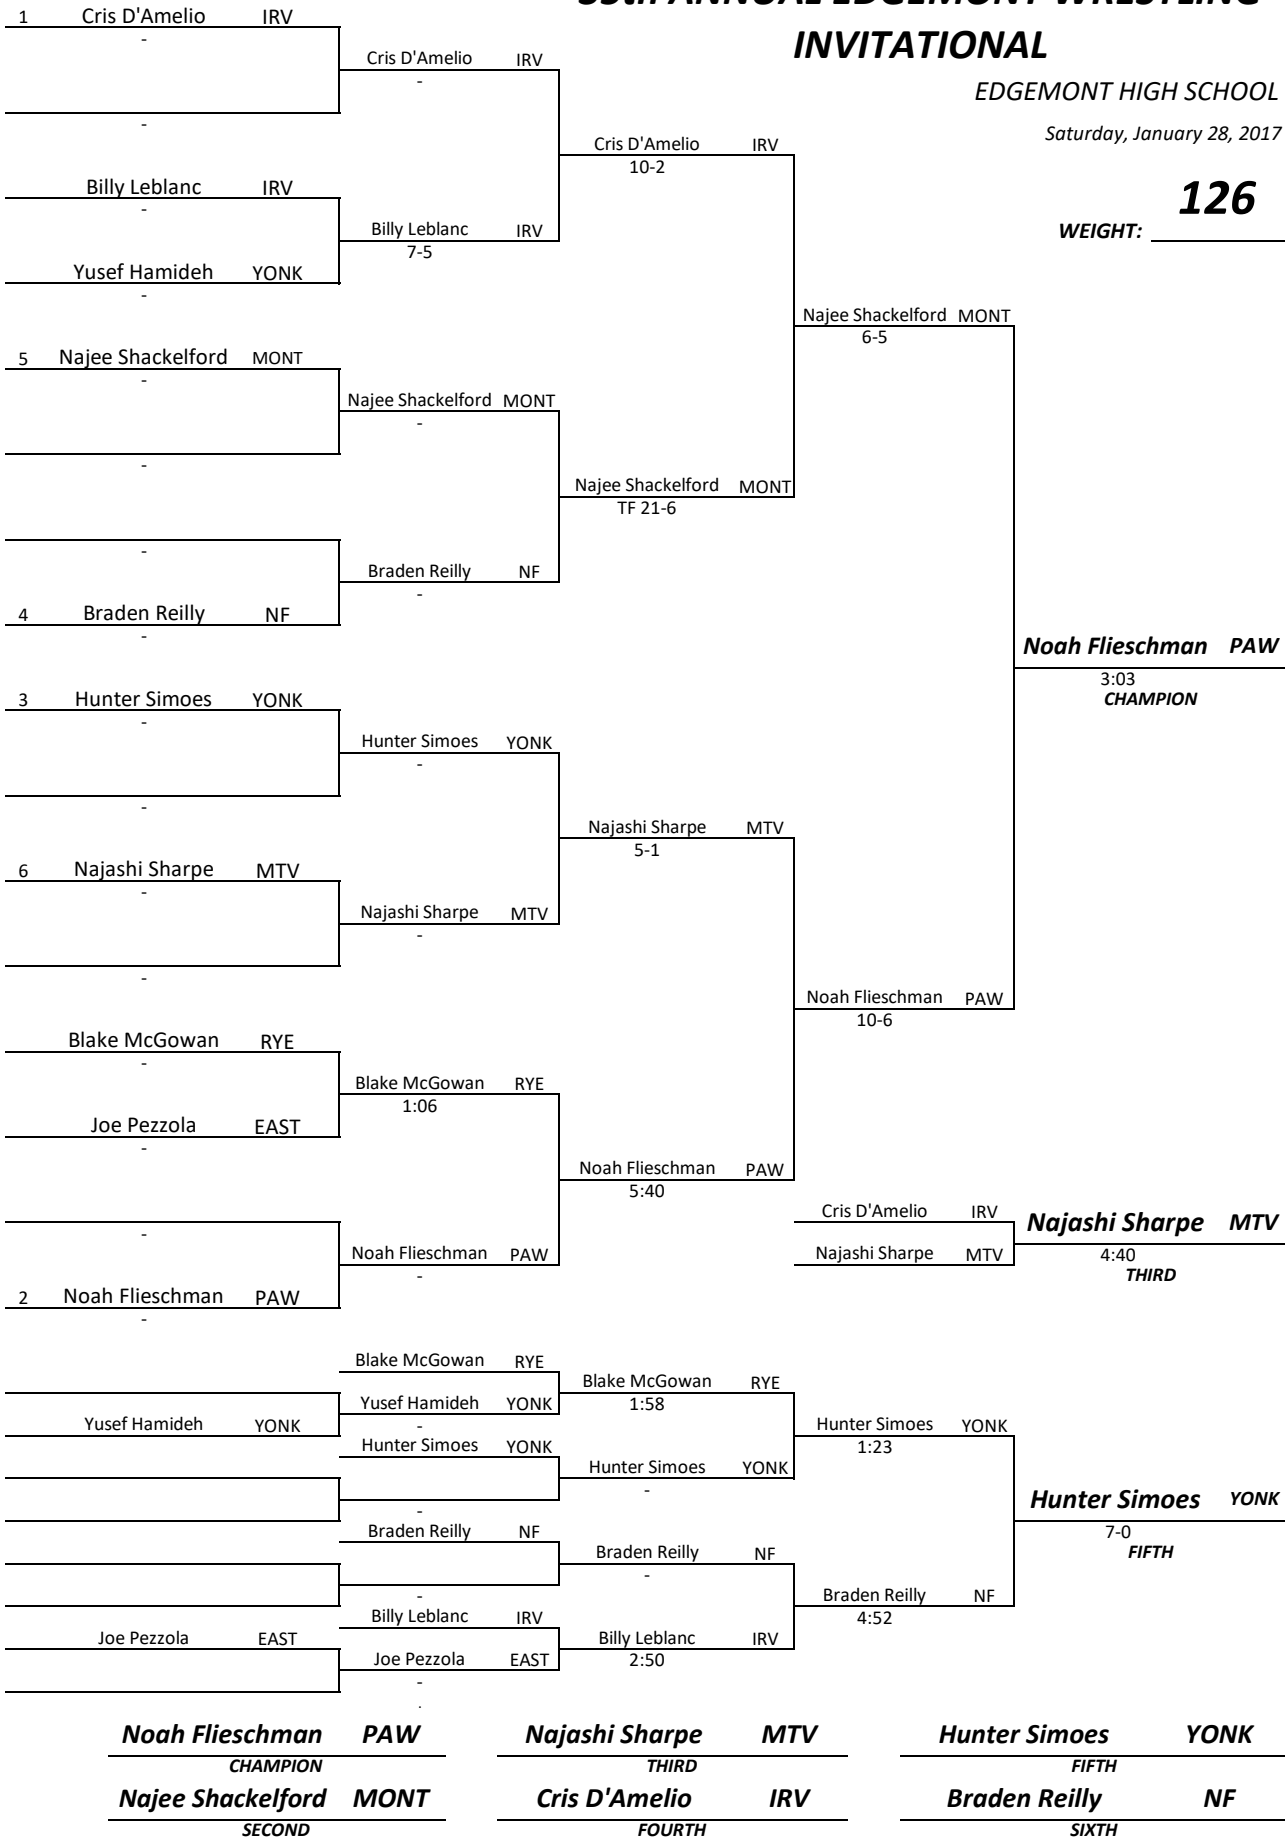 INVITATIONAL
EDGEMONT HIGH SCHOOL
Saturday, January 28, 2017
126
WEIGHT:
1 Cris D'Amelio IRV
-
-
Billy Leblanc IRV
-
Yusef Hamideh YONK
-
5 Najee Shackelford MONT
-
-
-
4 Braden Reilly NF
-
3 Hunter Simoes YONK
-
-
6 Najashi Sharpe MTV
-
-
Blake McGowan RYE
-
Joe Pezzola EAST
-
-
2 Noah Flieschman PAW
-
Cris D'Amelio IRV
-
Billy Leblanc IRV
7-5
Najee Shackelford MONT
-
Braden Reilly NF
-
Hunter Simoes YONK
-
Najashi Sharpe MTV
-
Blake McGowan RYE
1:06
Noah Flieschman PAW
-
Cris D'Amelio IRV
10-2
Najee Shackelford MONT
TF 21-6
Najashi Sharpe MTV
5-1
Noah Flieschman PAW
5:40
Najee Shackelford MONT
6-5
Noah Flieschman PAW
10-6
Noah Flieschman PAW
3:03
CHAMPION
Cris D'Amelio IRV
Najashi Sharpe MTV
Najashi Sharpe MTV
4:40
THIRD
Yusef Hamideh YONK
Joe Pezzola EAST
Blake McGowan RYE
Yusef Hamideh YONK
-
Hunter Simoes YONK
-
Braden Reilly NF
-
Billy Leblanc IRV
Joe Pezzola EAST
-
Blake McGowan RYE
1:58
Hunter Simoes YONK
-
Braden Reilly NF
-
Billy Leblanc IRV
2:50
Hunter Simoes YONK
1:23
Braden Reilly NF
4:52
Hunter Simoes YONK
7-0
FIFTH
Noah Flieschman PAW Najashi Sharpe MTV Hunter Simoes YONK
CHAMPION THIRD FIFTH
Najee Shackelford MONT Cris D'Amelio IRV Braden Reilly NF
SECOND FOURTH SIXTH